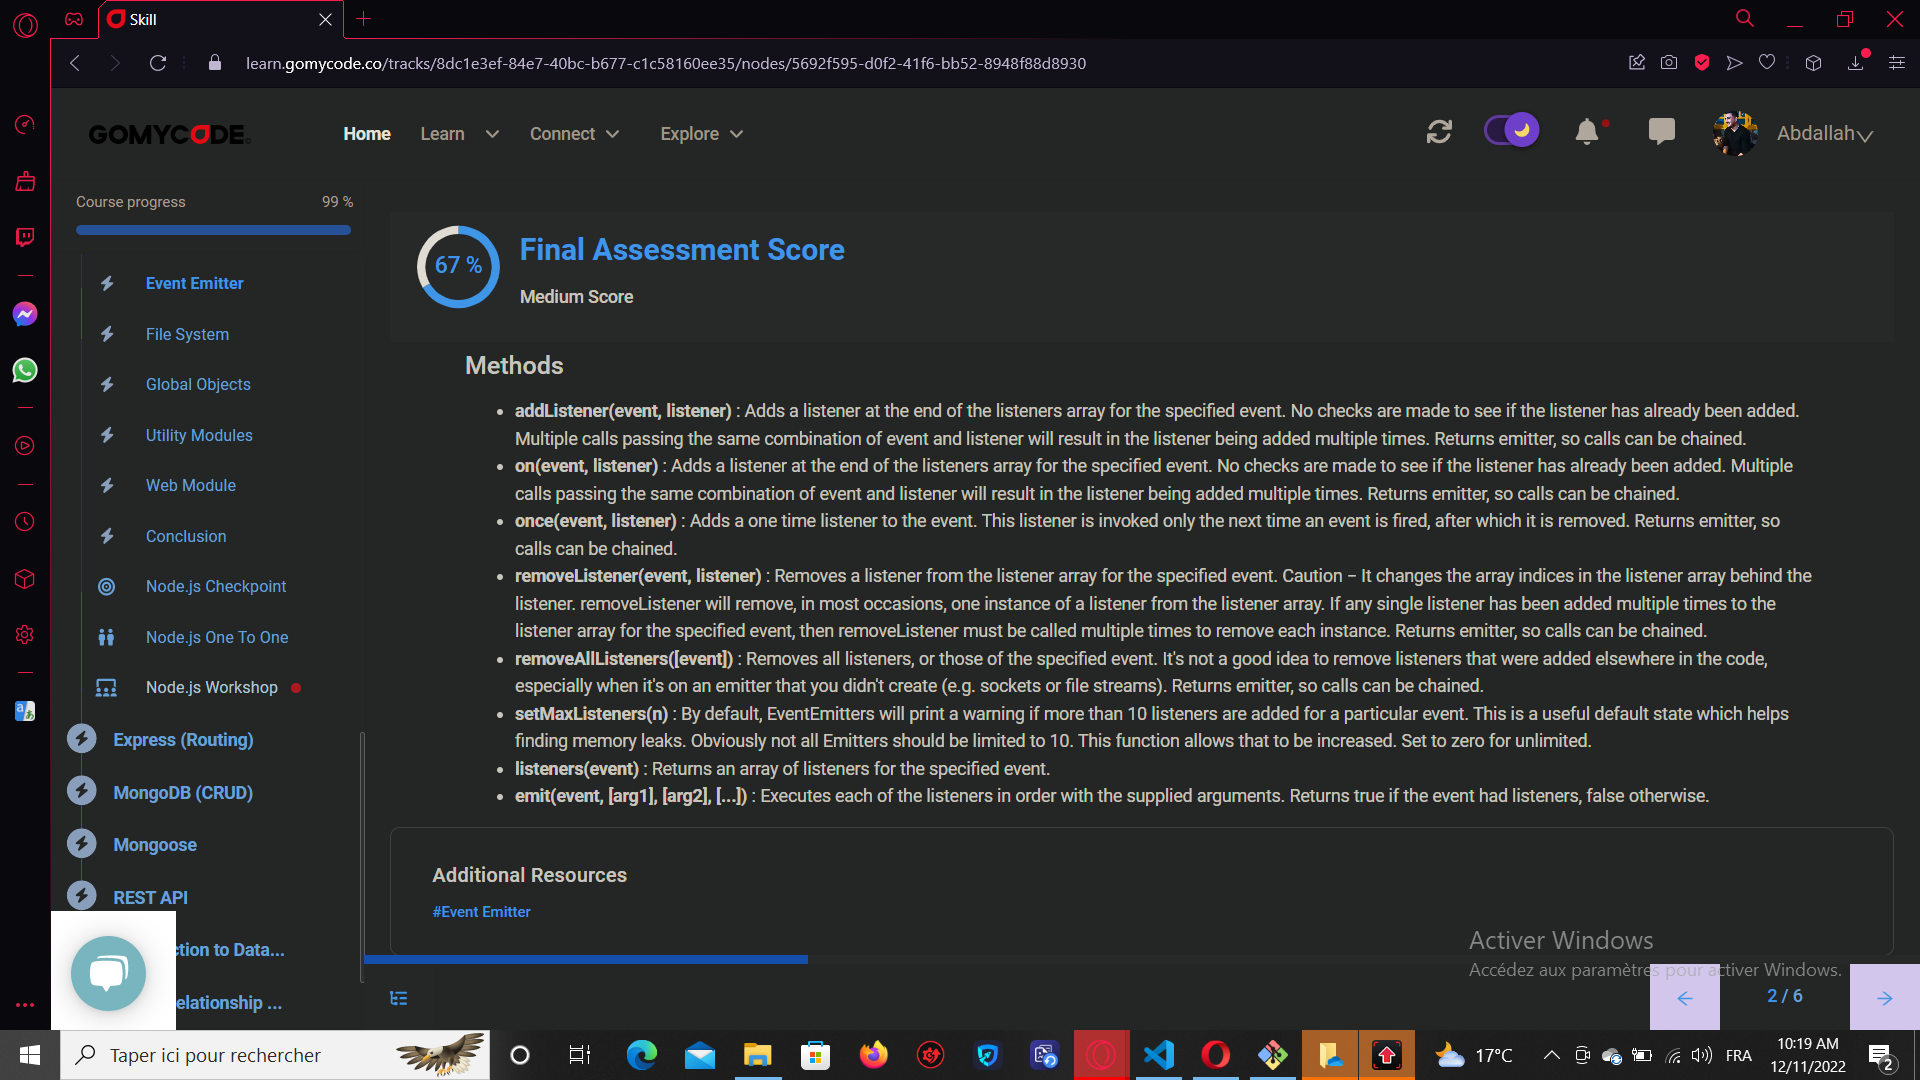 Skill
learn.gomycode.co/tracks/8dc1e3ef-84e7-40bc-b677-c1c58160ee35/nodes/5692f595-d0f2-41f6-bb52-8948f88d8930
GOMYCODE
Home
Learn
Connect
Explore
Abdallah
Course progress
99 %
Event Emitter
File System
Global Objects
Utility Modules
Web Module
Conclusion
Node.js Checkpoint
Node.js One To One
Node.js Workshop
Express (Routing)
MongoDB (CRUD)
Mongoose
REST API
ction to Data...
elationship ...
67 %
Final Assessment Score
Medium Score
Methods
• addListener(event, listener) : Adds a listener at the end of the listeners array for the specified event. No checks are made to see if the listener has already been added.
Multiple calls passing the same combination of event and listener will result in the listener being added multiple times. Returns emitter, so calls can be chained.
• on(event, listener) : Adds a listener at the end of the listeners array for the specified event. No checks are made to see if the listener has already been added. Multiple
calls passing the same combination of event and listener will result in the listener being added multiple times. Returns emitter, so calls can be chained.
• once(event, listener) : Adds a one time listener to the event. This listener is invoked only the next time an event is fired, after which it is removed. Returns emitter, so
calls can be chained.
• removeListener(event, listener) : Removes a listener from the listener array for the specified event. Caution − It changes the array indices in the listener array behind the
listener. removeListener will remove, in most occasions, one instance of a listener from the listener array. If any single listener has been added multiple times to the
listener array for the specified event, then removeListener must be called multiple times to remove each instance. Returns emitter, so calls can be chained.
• removeAllListeners([event]) : Removes all listeners, or those of the specified event. It's not a good idea to remove listeners that were added elsewhere in the code,
especially when it's on an emitter that you didn't create (e.g. sockets or file streams). Returns emitter, so calls can be chained.
• setMaxListeners(n) : By default, EventEmitters will print a warning if more than 10 listeners are added for a particular event. This is a useful default state which helps
finding memory leaks. Obviously not all Emitters should be limited to 10. This function allows that to be increased. Set to zero for unlimited.
• listeners(event) : Returns an array of listeners for the specified event.
• emit(event, [arg1], [arg2], [...]) : Executes each of the listeners in order with the supplied arguments. Returns true if the event had listeners, false otherwise.
Additional Resources
#Event Emitter
Activer Windows
Accédez aux paramètres pour activer Windows.
2 / 6
Taper ici pour rechercher
17°C
FRA
10:19 AM
12/11/2022
2